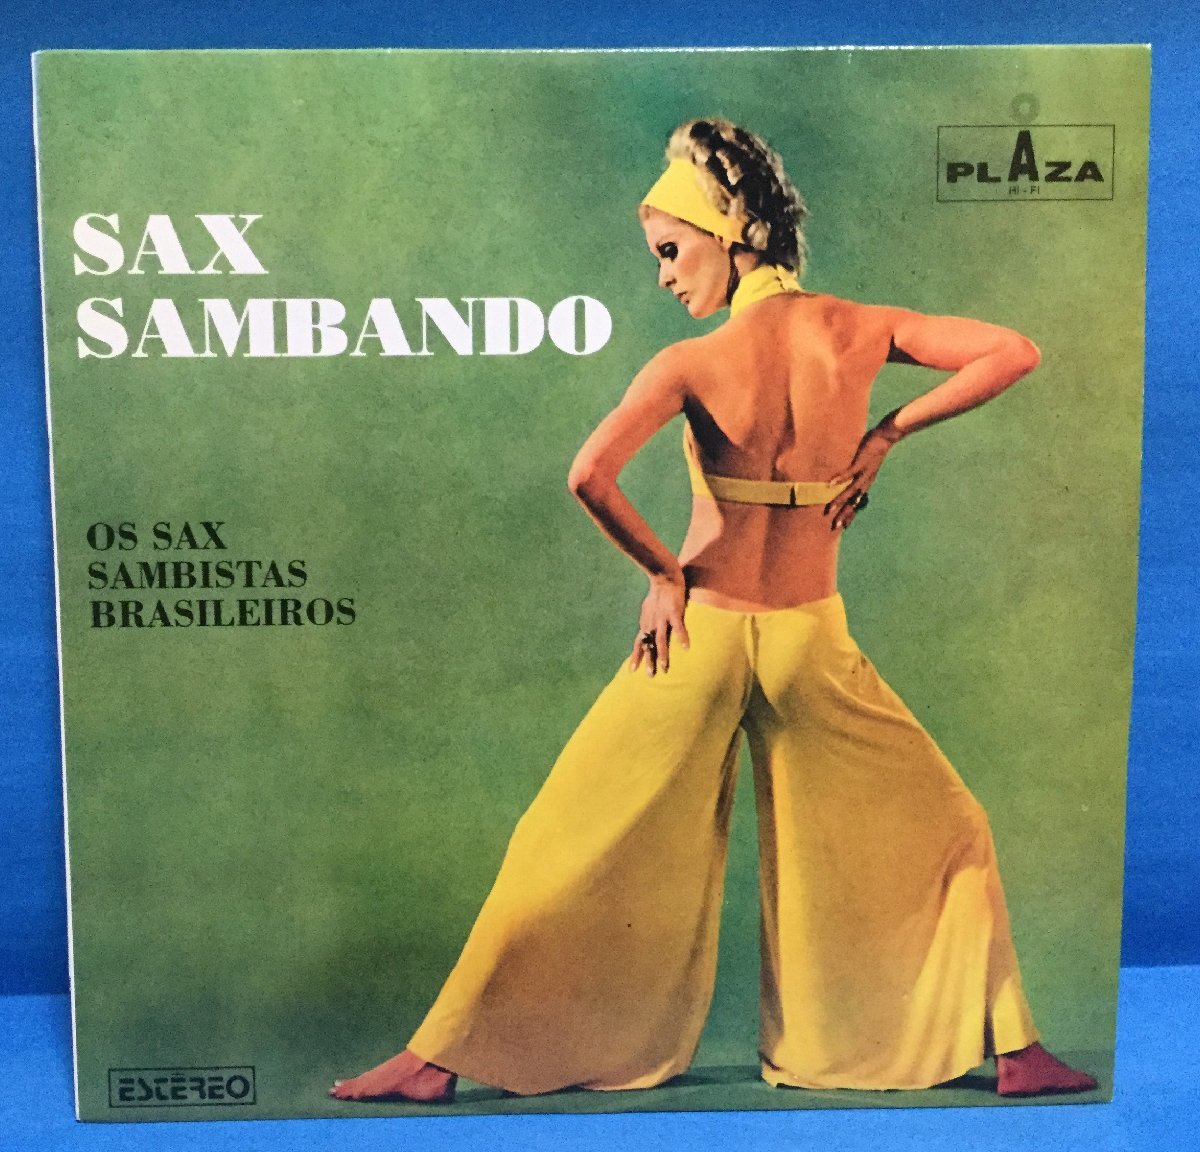 PLAZA
HI-FI
SAX
SAMBANDO
OS SAX
SAMBISTAS
BRASILEIROS
ESTÉREO